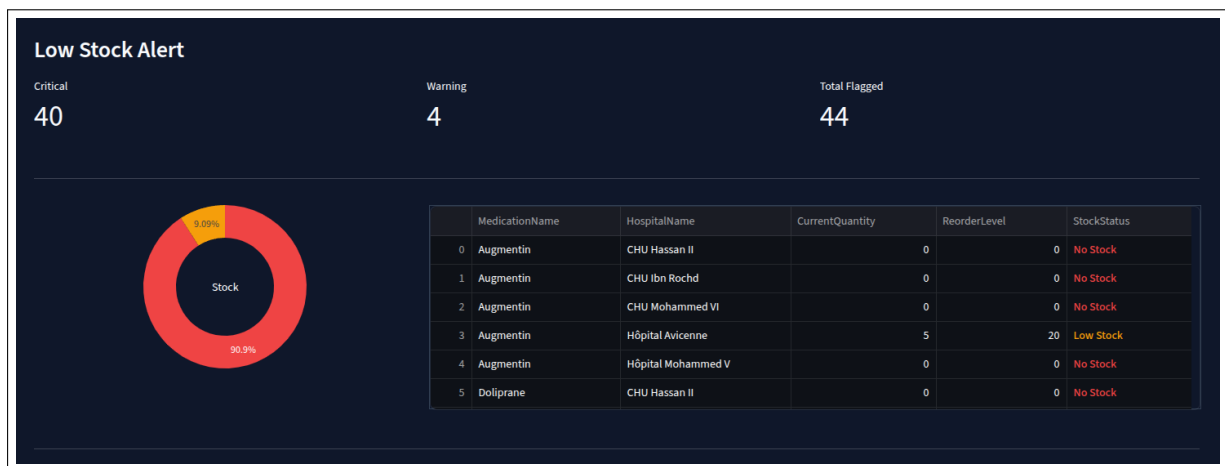 Low Stock Alert
Critical Warning Total Flagged
40 4 44
9.09%
Stock
90.9%
MedicationName HospitalName CurrentQuantity ReorderLevel StockStatus
0 Augmentin CHU Hassan II 0 0 No Stock
1 Augmentin CHU Ibn Rochd 0 0 No Stock
2 Augmentin CHU Mohammed VI 0 0 No Stock
3 Augmentin Hôpital Avicenne 5 20 Low Stock
4 Augmentin Hôpital Mohammed V 0 0 No Stock
5 Doliprane CHU Hassan II 0 0 No Stock